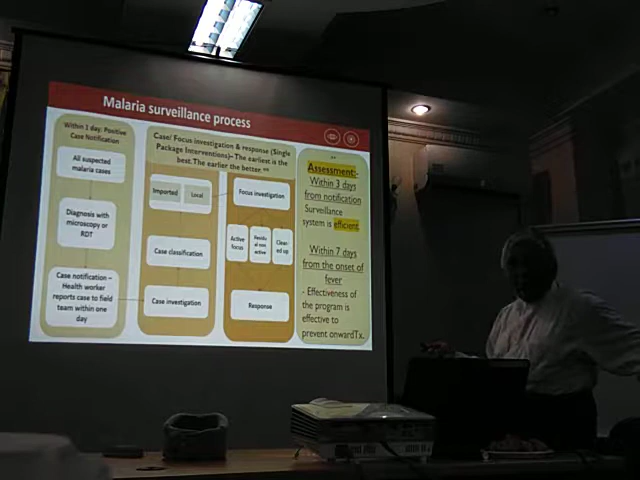 Malaria surveillance process
Within 1 day: Positive
Case Notification
All suspected
malaria cases
Diagnosis with
microscopy or
RDT
Case notification –
Health worker
reports case to field
team within one
day
Case/ Focus investigation & response (Single
Package Interventions)– The earliest is the
best. The earlier the better
Imported
Local
Case classification
Case investigation
Focus investigation
Active
focus
Residu
al non
active
Clear
ed up
Response
Assessment:
Within 3 days
from notification
Surveillance
system is efficient
Within 7 days
from the onset of
fever
- Effectiveness of
the program is
effective to
prevent onwardTx.